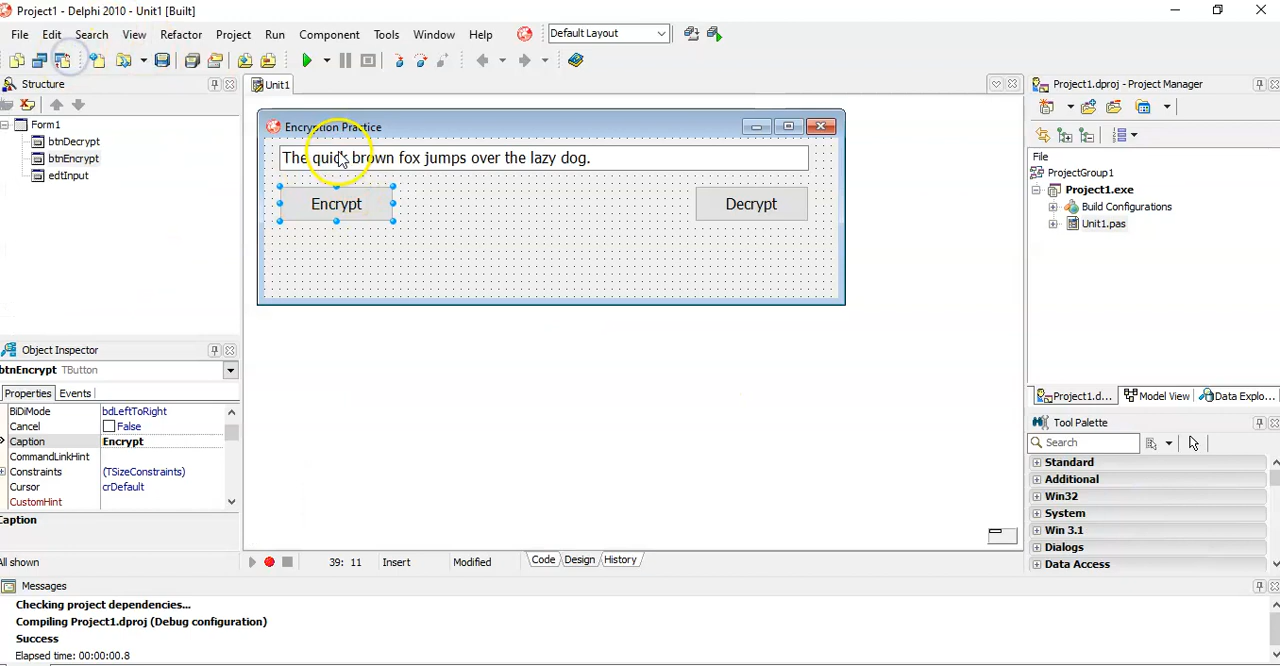 Project1 - Delphi 2010 - Unit1 [Built]
File Edit Search View Refactor Project Run Component Tools Window Help Default Layout
Structure
Form1
btnDecrypt
btnEncrypt
edtInput
Unit1
Encryption Practice
The quick brown fox jumps over the lazy dog.
Encrypt
Decrypt
Object Inspector
btnEncrypt TButton
Properties Events
BiDiMode bdLeftToRight
Cancel False
Caption Encrypt
CommandLinkHint
Constraints (TSizeConstraints)
Cursor crDefault
CustomHint
Caption
All shown
39: 11 Insert Modified
Code Design History
Project1.dproj - Project Manager
File
ProjectGroup1
Project1.exe
Build Configurations
Unit1.pas
Project1.d... Model View Data Explo...
Tool Palette
Search
Standard
Additional
Win32
System
Win 3.1
Dialogs
Data Access
Messages
Checking project dependencies...
Compiling Project1.dproj (Debug configuration)
Success
Elapsed time: 00:00:00.8